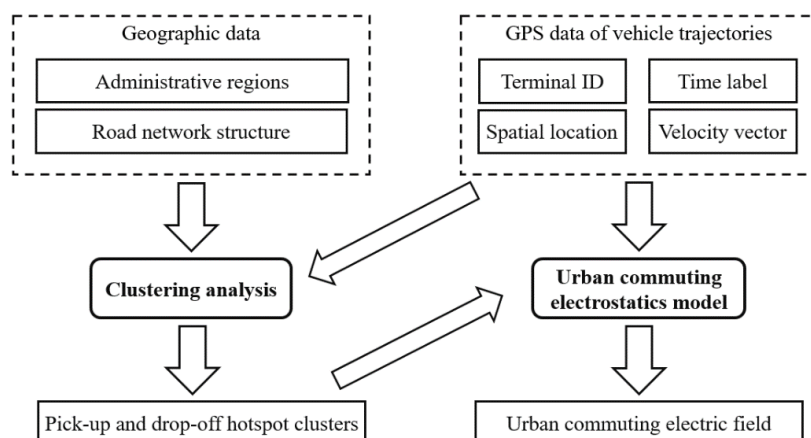 Geographic data
Administrative regions
Road network structure
GPS data of vehicle trajectories
Terminal ID
Time label
Spatial location
Velocity vector
Clustering analysis
Urban commuting
electrostatics model
Pick-up and drop-off hotspot clusters
Urban commuting electric field